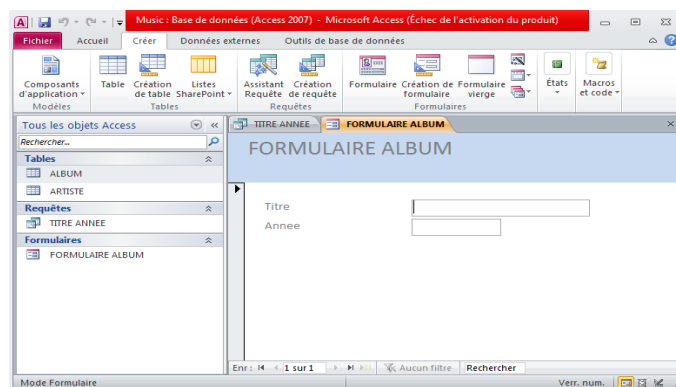 Music : Base de données (Access 2007) - Microsoft Access (Échec de l'activation du produit)
Fichier Accueil Créer Données externes Outils de base de données
Composants d'application
Table
Création de table
Listes SharePoint
Assistant Requête
Création de requête
Formulaire
Création de formulaire
Formulaire vierge
États
Macros et code
Modèles Tables Requêtes Formulaires
Tous les objets Access
Rechercher...
Tables
ALBUM
ARTISTE
Requêtes
TITRE ANNEE
Formulaires
FORMULAIRE ALBUM
TITRE ANNEE FORMULAIRE ALBUM
FORMULAIRE ALBUM
Titre
Annee
Enr : 1 sur 1 Aucun filtre Rechercher
Mode Formulaire Verr. num.